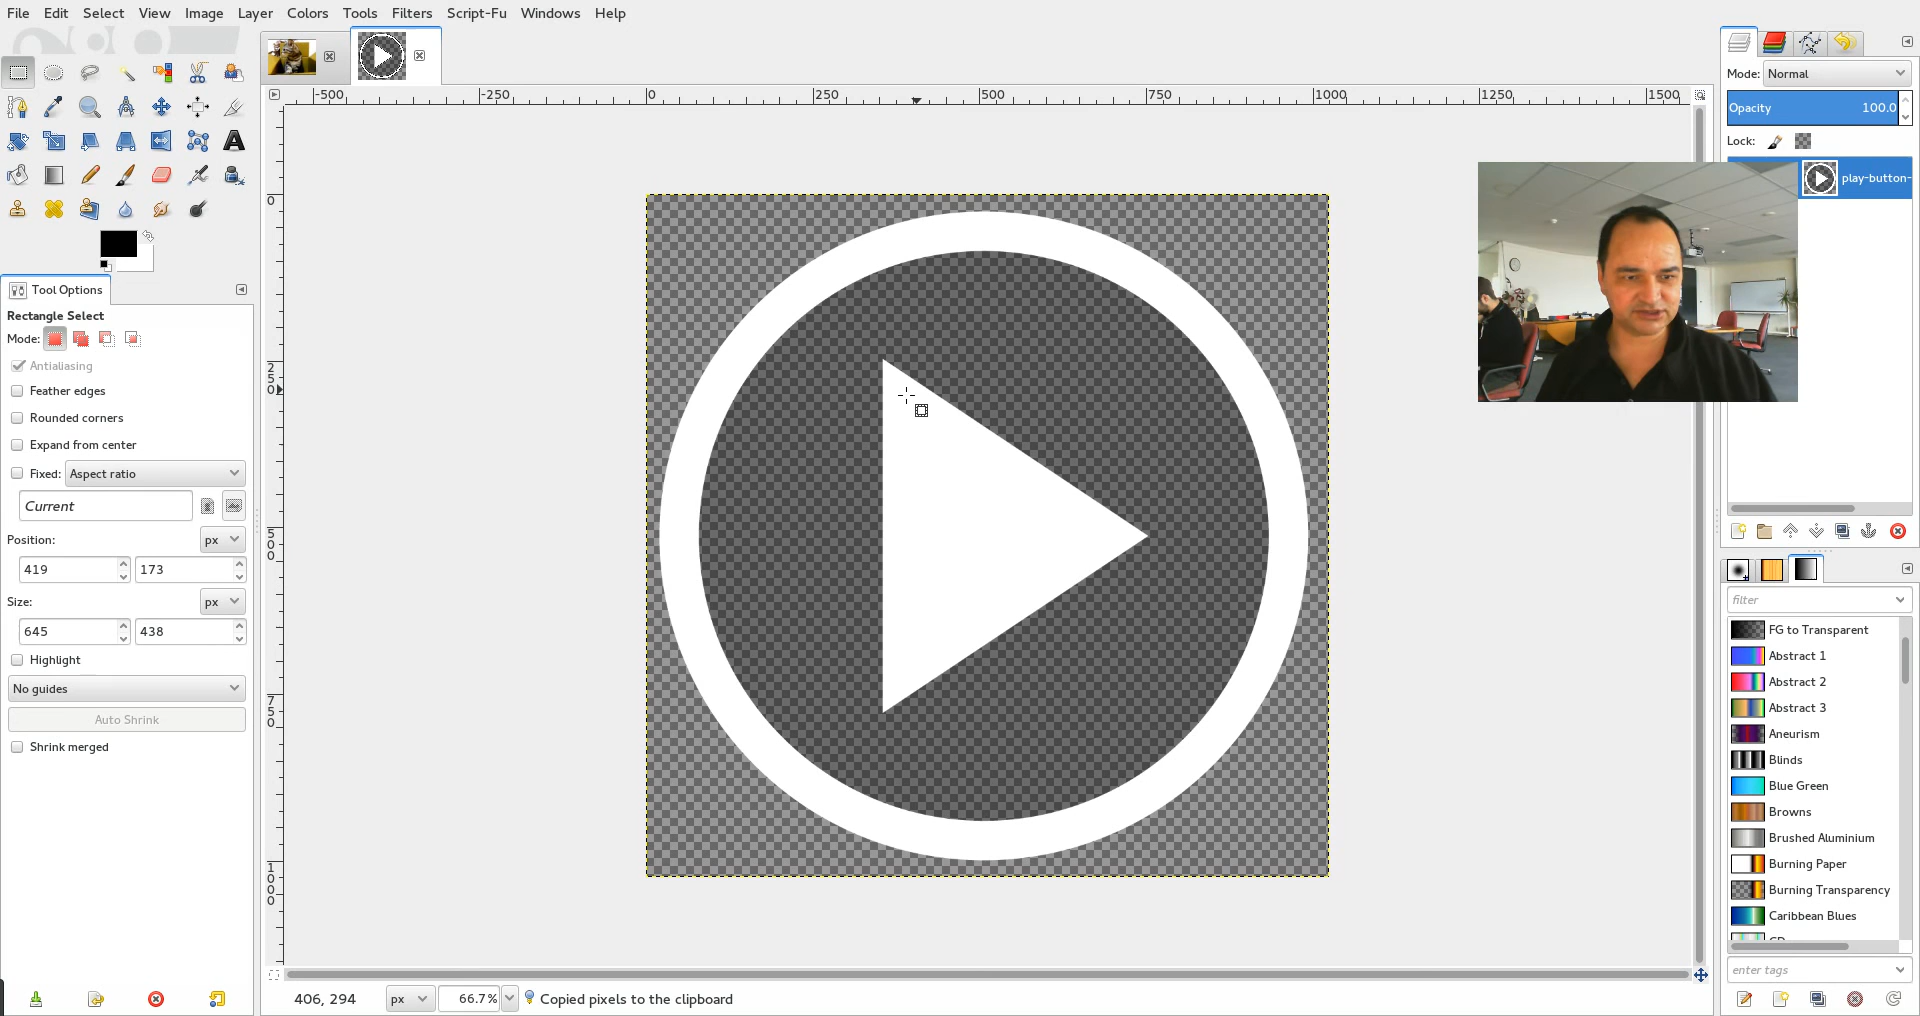 File Edit Select View Image Layer Colors Tools Filters Script-Fu Windows Help
-500 -250 0 250 500 750 1000 1250 1500
0
250
500
750
1000
Tool Options
Rectangle Select
Mode:
Antialiasing
Feather edges
Rounded corners
Expand from center
Fixed: Aspect ratio
Current
Position: px
419 173
Size: px
645 438
Highlight
No guides
Auto Shrink
Shrink merged
406, 294 px 66.7% Copied pixels to the clipboard
Mode: Normal
Opacity 100.0
Lock:
play-button-
filter
FG to Transparent
Abstract 1
Abstract 2
Abstract 3
Aneurism
Blinds
Blue Green
Browns
Brushed Aluminium
Burning Paper
Burning Transparency
Caribbean Blues
enter tags